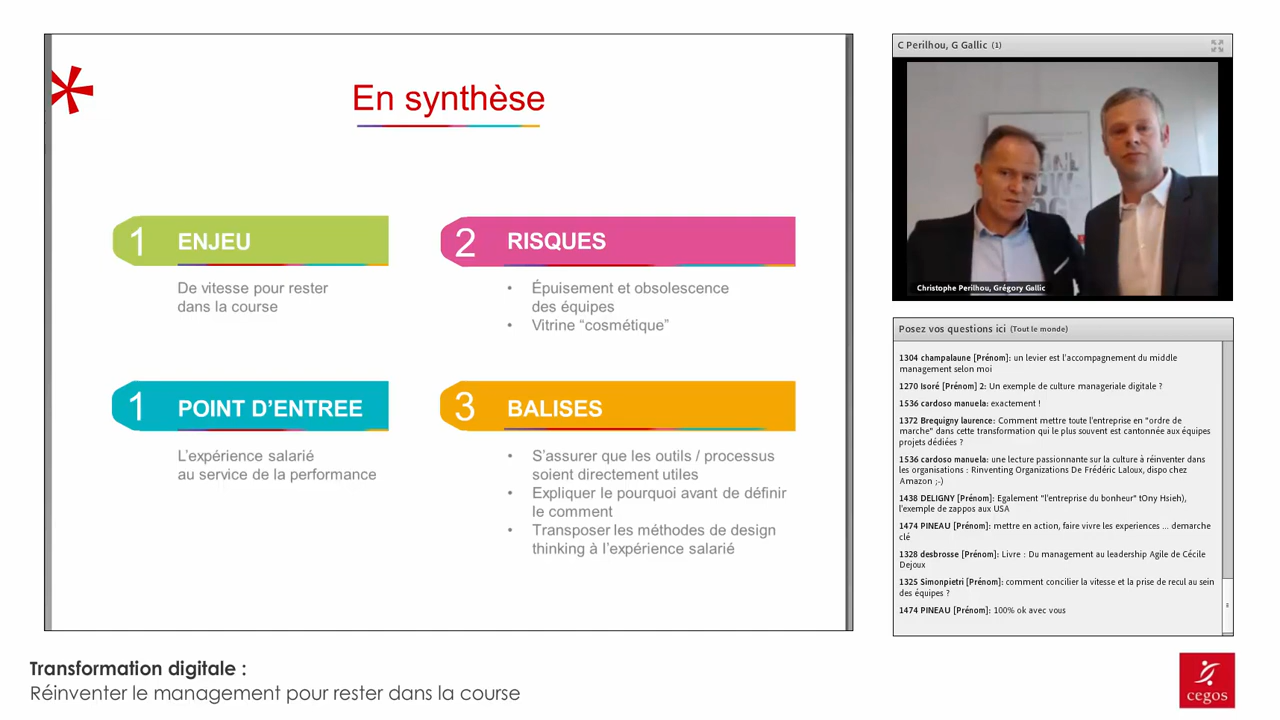 En synthèse
1 ENJEU
De vitesse pour rester
dans la course
2 RISQUES
• Épuisement et obsolescence
des équipes
• Vitrine “cosmétique”
1 POINT D’ENTREE
L’expérience salarié
au service de la performance
3 BALISES
• S’assurer que les outils / processus
soient directement utiles
• Expliquer le pourquoi avant de définir
le comment
• Transposer les méthodes de design
thinking à l’expérience salarié
C Perilhou, G Gallic (1)
Christophe Perilhou, Grégory Gallic
Posez vos questions ici (Tout le monde)
1304 champalaune [Prénom]: un levier est l'accompagnement du middle
management selon moi
1270 Isoré [Prénom] 2: Un exemple de culture manageriale digitale ?
1536 cardoso manuela: exactement !
1372 Brequigny laurence: Comment mettre toute l'entreprise en "ordre de
marche" dans cette transformation qui le plus souvent est cantonnée aux équipes
projets dédiées ?
1536 cardoso manuela: une lecture passionnante sur la culture à réinventer dans
les organisations : Rinventing Organizations De Frédéric Laloux, dispo chez
Amazon ;-)
1438 DELIGNY [Prénom]: Egalement "l'entreprise du bonheur" tOny Hsieh),
l'exemple de zappos aux USA
1474 PINEAU [Prénom]: mettre en action, faire vivre les experiences ... demarche
clé
1328 desbrosse [Prénom]: Livre : Du management au leadership Agile de Cécile
Dejoux
1325 Simonpietri [Prénom]: comment concilier la vitesse et la prise de recul au sein
des équipes ?
1474 PINEAU [Prénom]: 100% ok avec vous
Transformation digitale :
Réinventer le management pour rester dans la course
cegos